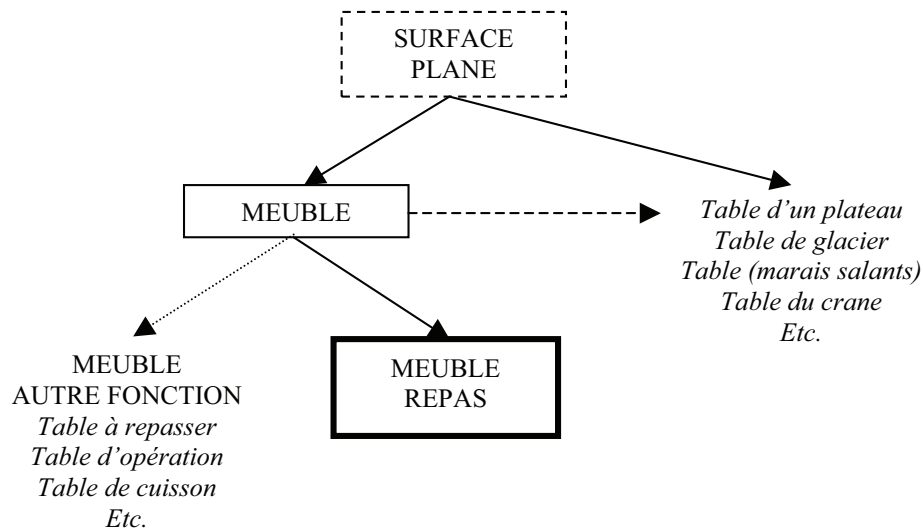 SURFACE
PLANE
MEUBLE
Table d’un plateau
Table de glacier
Table (marais salants)
Table du crane
Etc.
MEUBLE
AUTRE FONCTION
Table à repasser
Table d’opération
Table de cuisson
Etc.
MEUBLE
REPAS